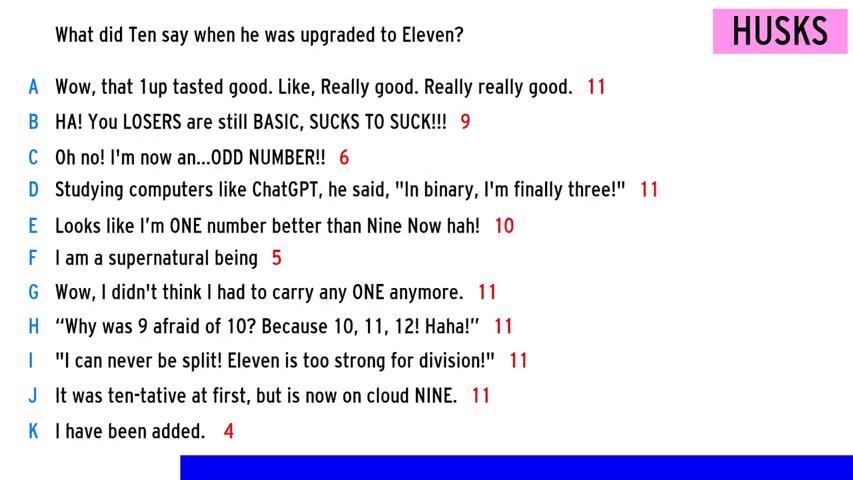 What did Ten say when he was upgraded to Eleven?
HUSKS
A Wow, that 1up tasted good. Like, Really good. Really really good. 11
B HA! You LOSERS are still BASIC, SUCKS TO SUCK!!! 9
C Oh no! I'm now an...ODD NUMBER!! 6
D Studying computers like ChatGPT, he said, "In binary, I'm finally three!" 11
E Looks like I’m ONE number better than Nine Now hah! 10
F I am a supernatural being 5
G Wow, I didn't think I had to carry any ONE anymore. 11
H “Why was 9 afraid of 10? Because 10, 11, 12! Haha!” 11
I "I can never be split! Eleven is too strong for division!" 11
J It was ten-tative at first, but is now on cloud NINE. 11
K I have been added. 4